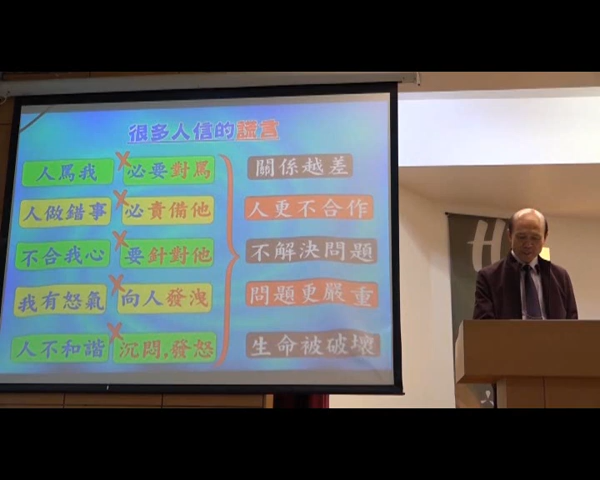 很多人信的謊言
人罵我 必要對罵 關係越差
人做錯事 必責備他 人更不合作
不合我心 要針對他 不解決問題
我有怒氣 向人發洩 問題更嚴重
人不和諧 沉悶,發怒 生命被破壞
H